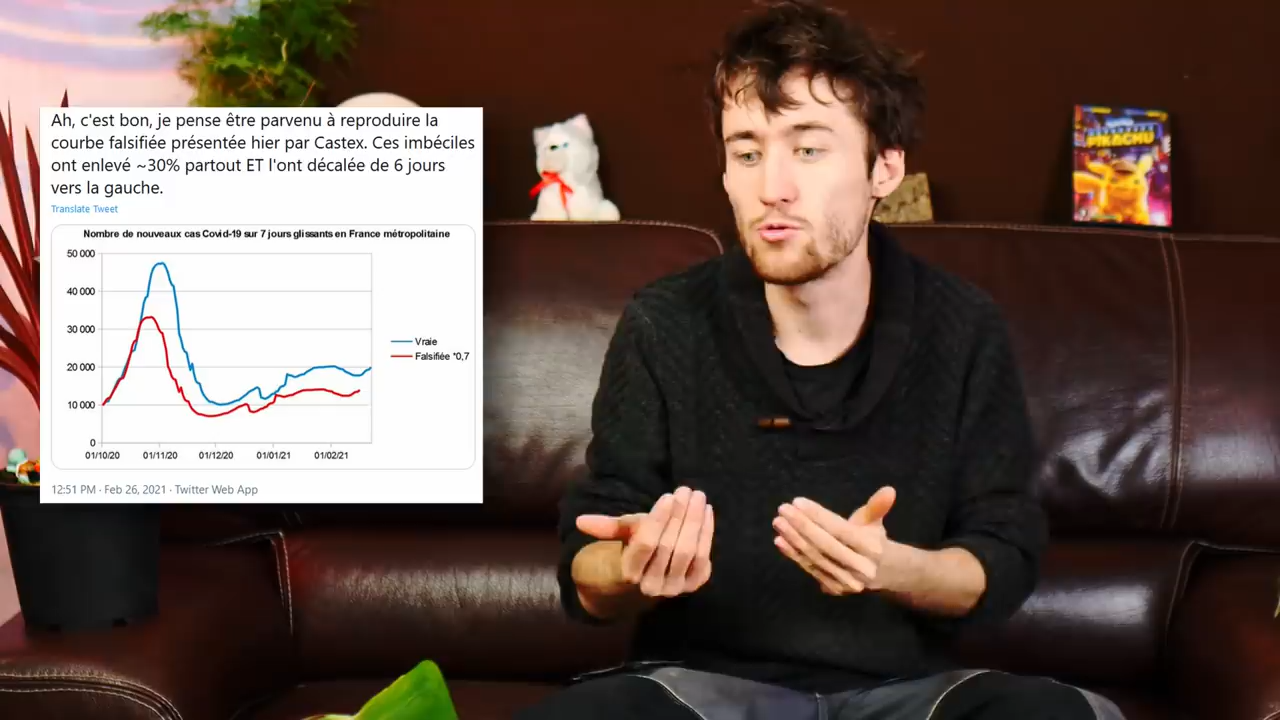 Ah, c'est bon, je pense être parvenu à reproduire la
courbe falsifiée présentée hier par Castex. Ces imbéciles
ont enlevé ~30% partout ET l'ont décalée de 6 jours
vers la gauche.
Translate Tweet
Nombre de nouveaux cas Covid-19 sur 7 jours glissants en France métropolitaine
50 000
40 000
30 000
20 000
10 000
0
01/10/20 01/11/20 01/12/20 01/01/21 01/02/21
Vraie
Falsifiée *0,7
12:51 PM · Feb 26, 2021 · Twitter Web App
PIKACHU